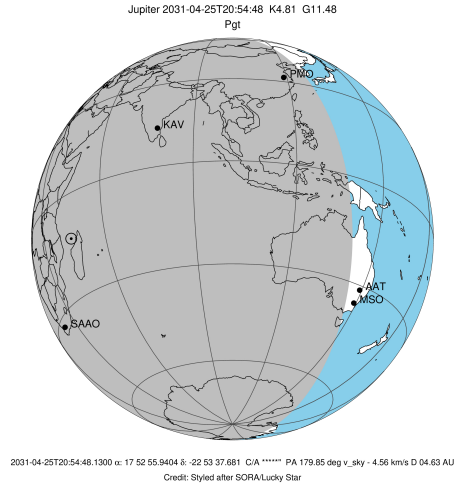 Jupiter 2031-04-25T20:54:48 K4.81 G11.48
Pgt
PMO
KAV
AAT
MSO
SAAO
2031-04-25T20:54:48.1300 α: 17 52 55.9404 δ: -22 53 37.681 C/A *****" PA 179.85 deg v_sky - 4.56 km/s D 04.63 AU
Credit: Styled after SORA/Lucky Star